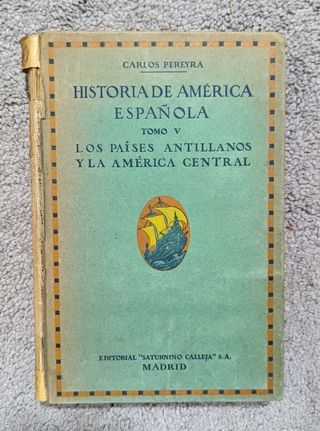 CARLOS PEREYRA
HISTORIA DE AMÉRICA
ESPAÑOLA
TOMO V
LOS PAÍSES ANTILLANOS
Y LA AMÉRICA CENTRAL
EDITORIAL "SATURNINO CALLEJA" S.A.
MADRID